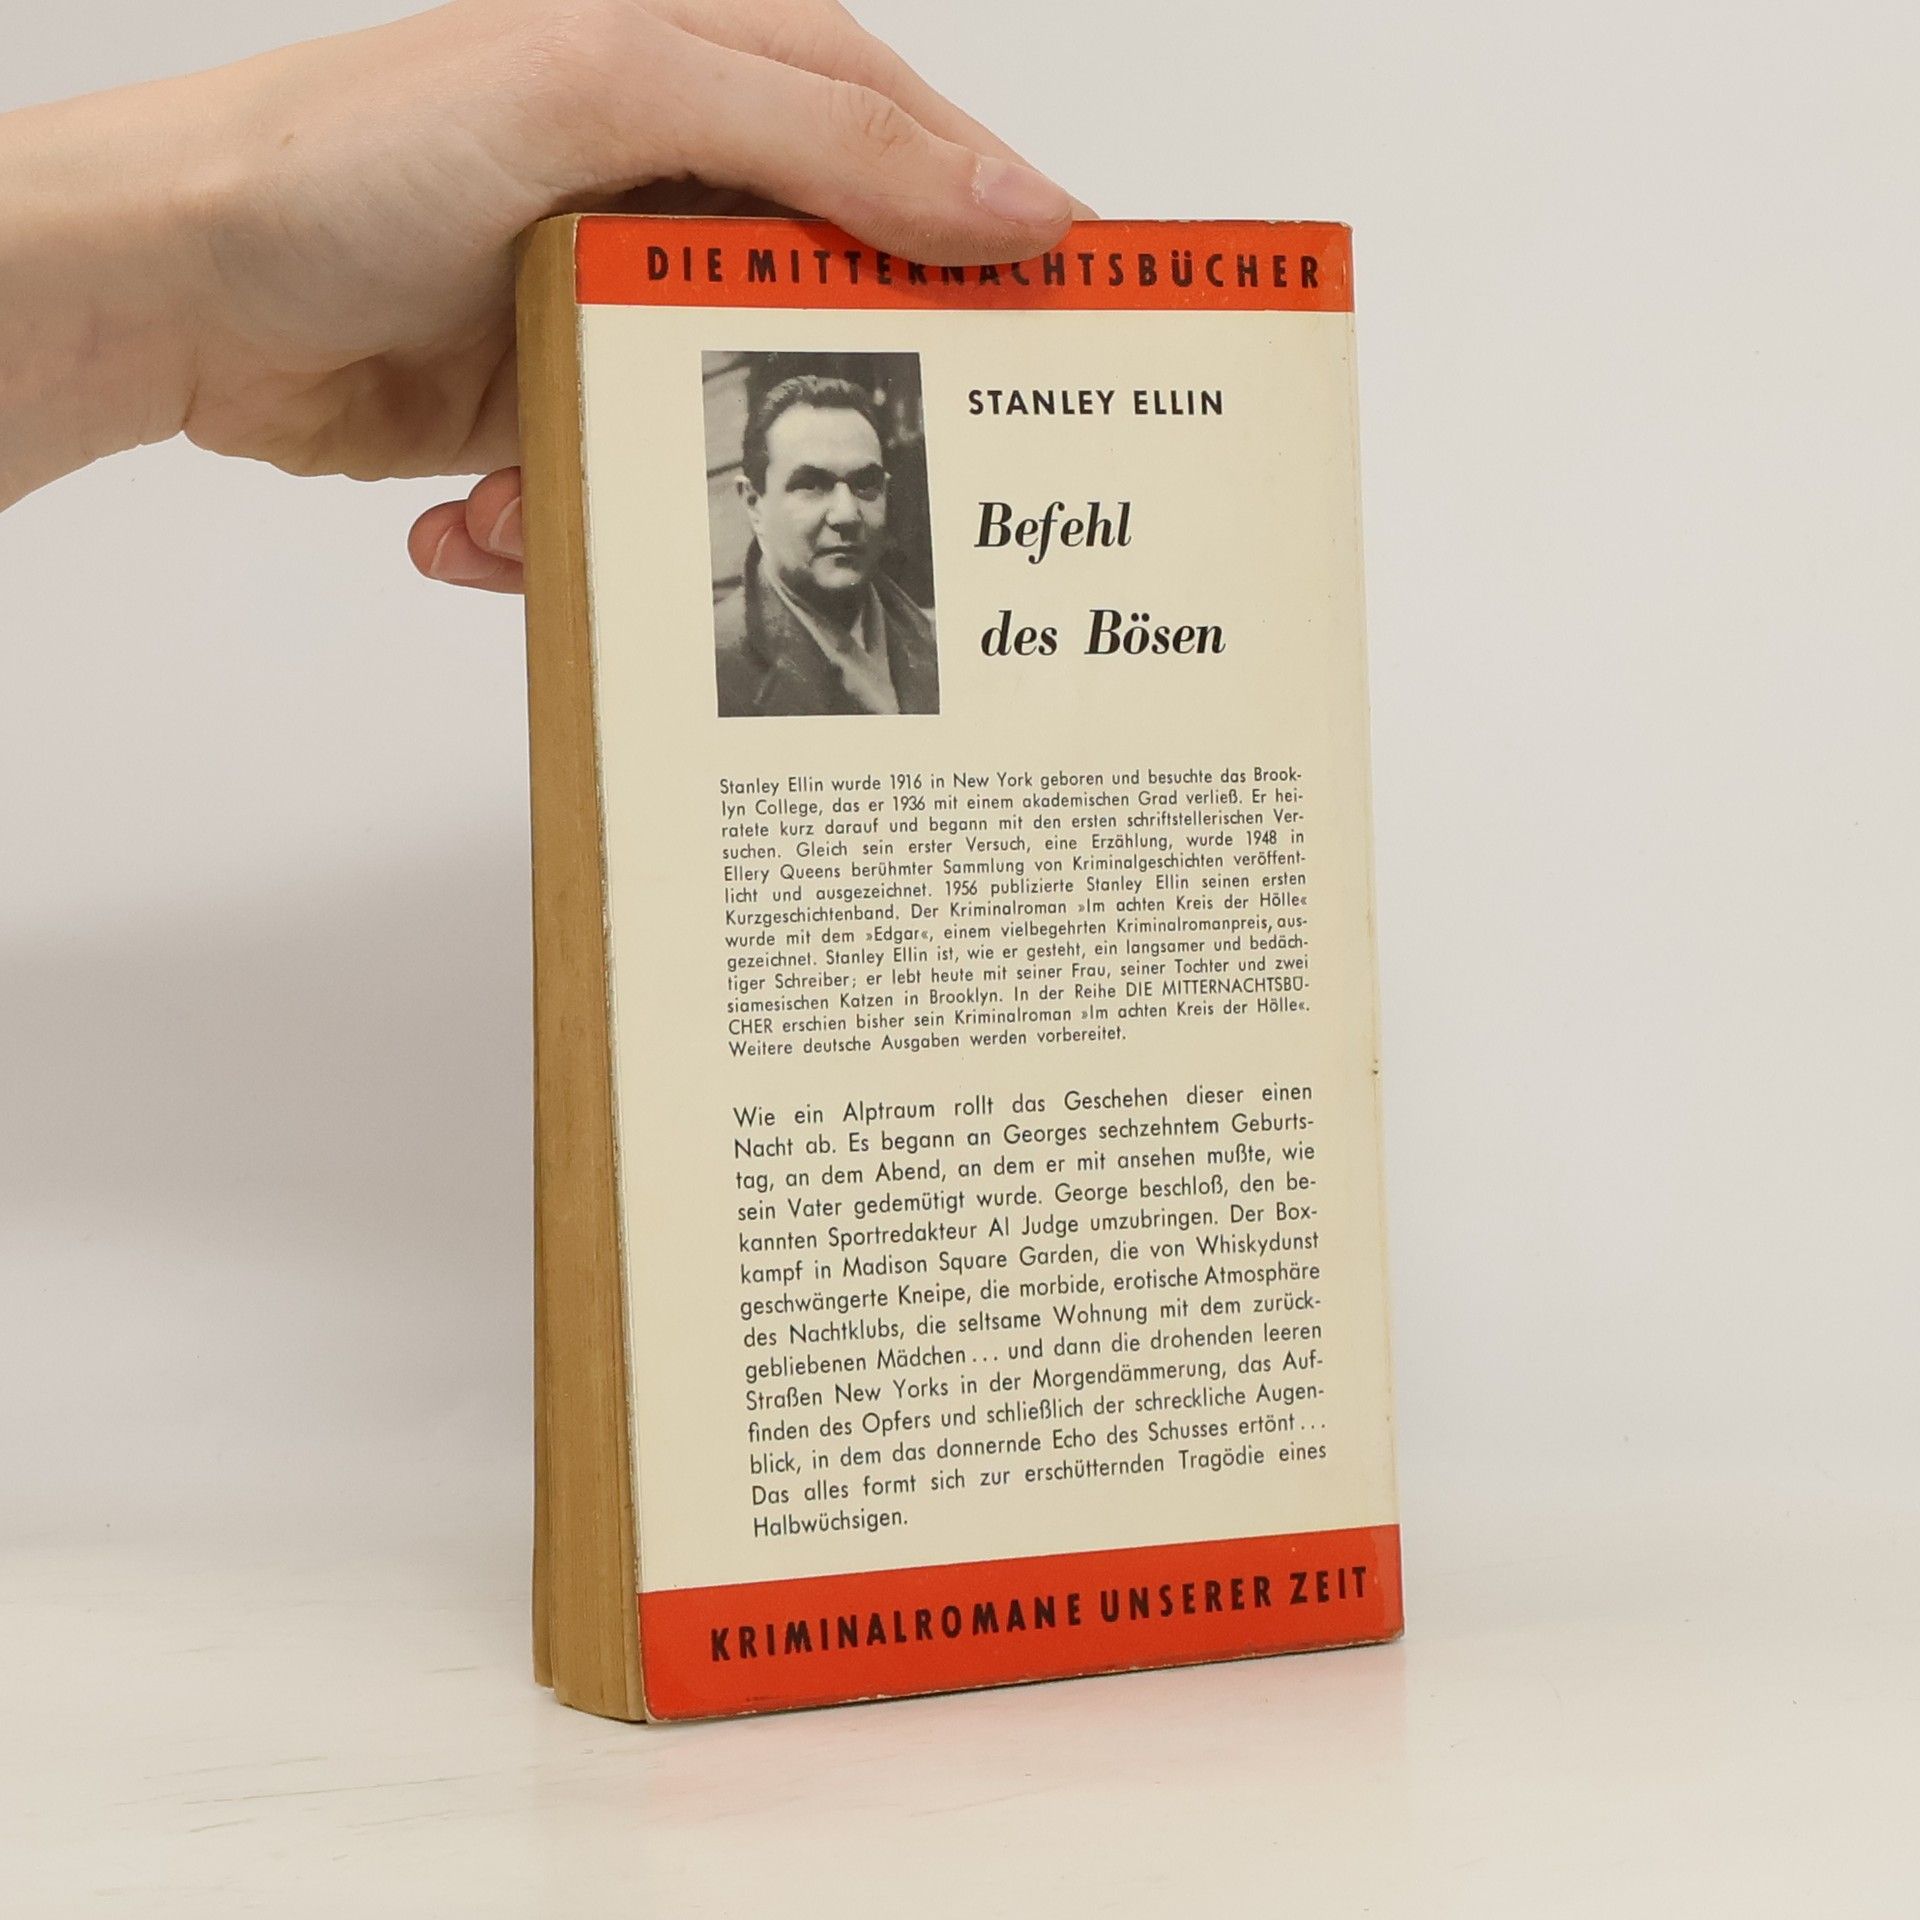 DIE MITTERNACHTSBÜCHER
STANLEY ELLIN
Befehl
des Bösen
Stanley Ellin wurde 1916 in New York geboren und besuchte das Brook-
lyn College, das er 1936 mit einem akademischen Grad verließ. Er hei-
ratete kurz darauf und begann mit den ersten schriftstellerischen Ver-
suchen. Gleich sein erster Versuch, eine Erzählung, wurde 1948 in
Ellery Queens berühmter Sammlung von Kriminalgeschichten veröffent-
licht und ausgezeichnet. 1956 publizierte Stanley Ellin seinen ersten
Kurzgeschichtenband. Der Kriminalroman »Im achten Kreis der Hölle«
wurde mit dem »Edgar«, einem vielbegehrten Kriminalromanpreis, aus-
gezeichnet. Stanley Ellin ist, wie er gesteht, ein langsamer und bedäch-
tiger Schreiber; er lebt heute mit seiner Frau, seiner Tochter und zwei
siamesischen Katzen in Brooklyn. In der Reihe DIE MITTERNACHTSBÜ-
CHER erschien bisher sein Kriminalroman »Im achten Kreis der Hölle«.
Weitere deutsche Ausgaben werden vorbereitet.
Wie ein Alptraum rollt das Geschehen dieser einen
Nacht ab. Es begann an Georges sechzehntem Geburts-
tag, an dem Abend, an dem er mit ansehen mußte, wie
sein Vater gedemütigt wurde. George beschloß, den be-
kannten Sportredakteur Al Judge umzubringen. Der Box-
kampf in Madison Square Garden, die von Whiskydunst
geschwängerte Kneipe, die morbide, erotische Atmosphäre
des Nachtklubs, die seltsame Wohnung mit dem zurück-
gebliebenen Mädchen... und dann die drohenden leeren
Straßen New Yorks in der Morgendämmerung, das Auf-
finden des Opfers und schließlich der schreckliche Augen-
blick, in dem das donnernde Echo des Schusses ertönt...
Das alles formt sich zur erschütternden Tragödie eines
Halbwüchsigen.
KRIMINALROMANE UNSERER ZEIT